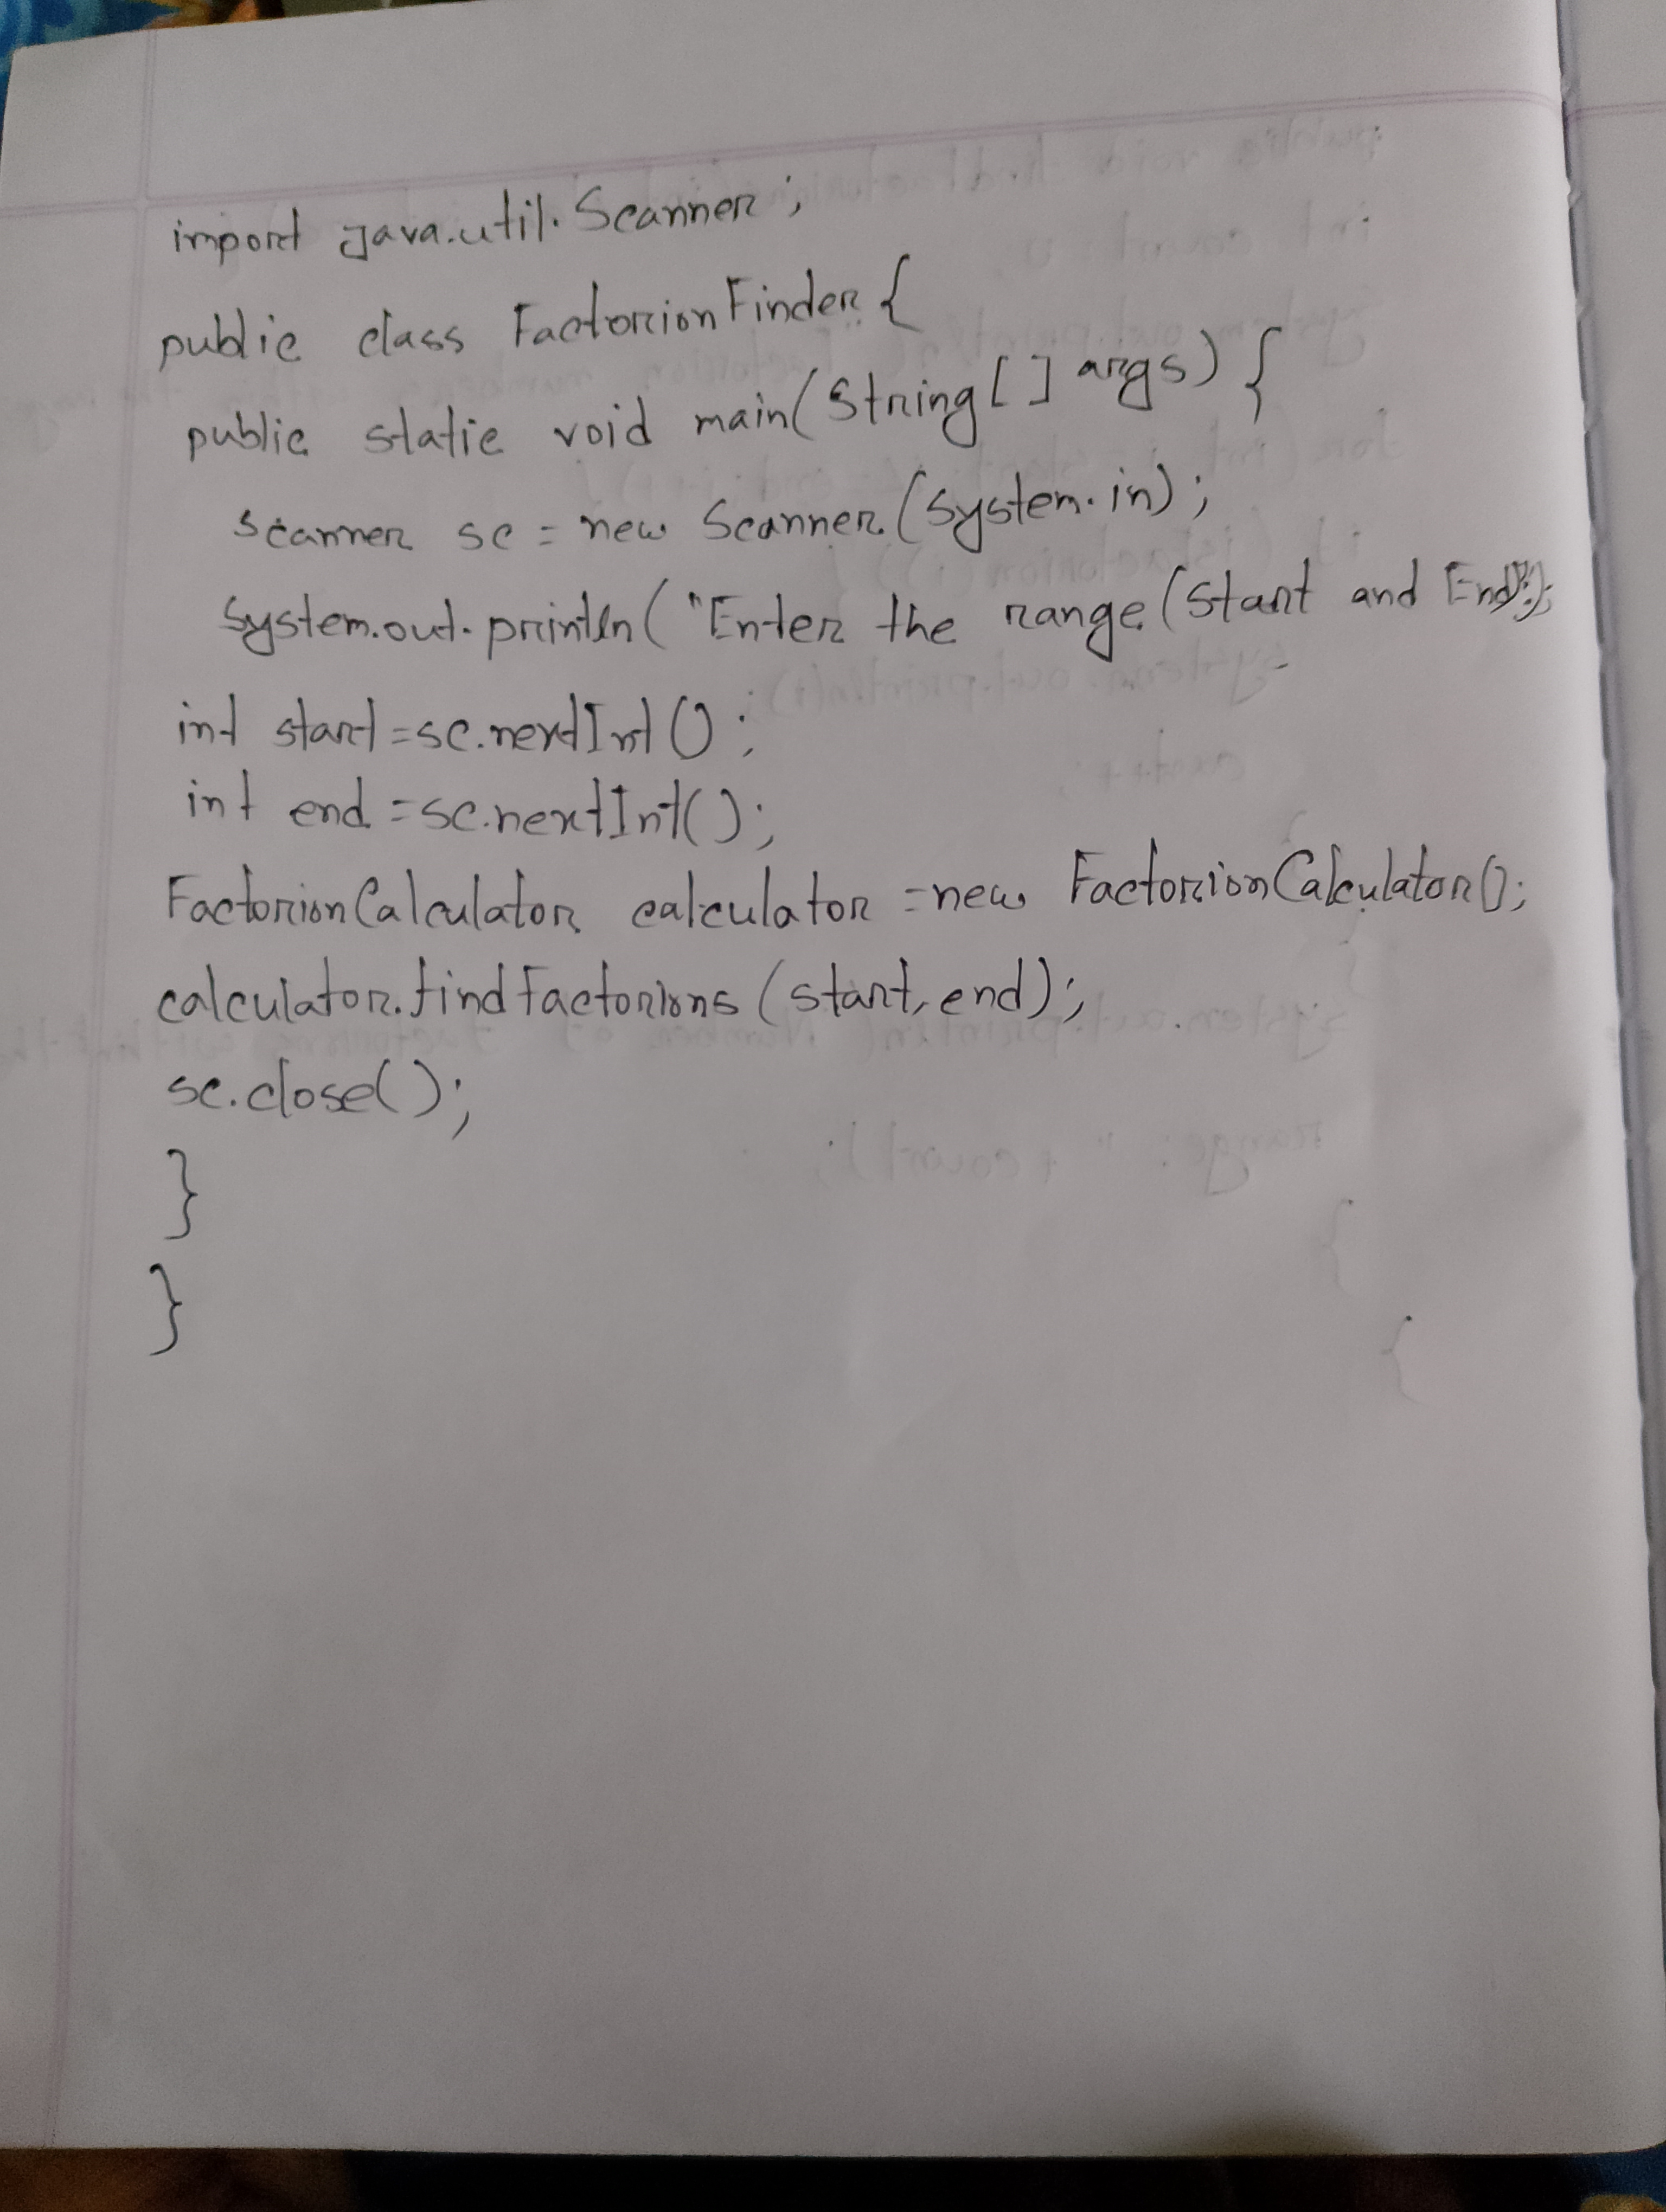 import java.util.Scanner;
public class FactorionFinder {
public static void main(String [] args) {
Scanner sc = new Scanner (System.in);
System.out.println ("Enter the range (Start and End");
int start = sc.nextInt();
int end = sc.nextInt();
FactorionCalculator calculator = new FactorionCalculator();
calculator.findFactorions (start, end);
sc.close();
}
}